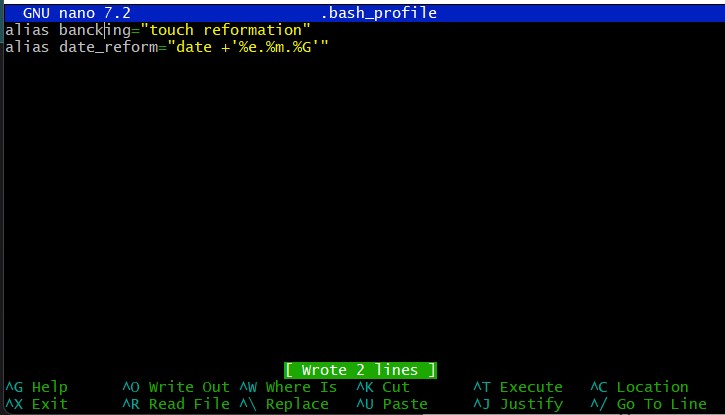 GNU nano 7.2 .bash_profile
alias bancking="touch reformation"
alias date_reform="date +'%e.%m.%G'"
[ Wrote 2 lines ]
^G Help ^O Write Out ^W Where Is ^K Cut ^T Execute ^C Location
^X Exit ^R Read File ^\ Replace ^U Paste ^J Justify ^/ Go To Line